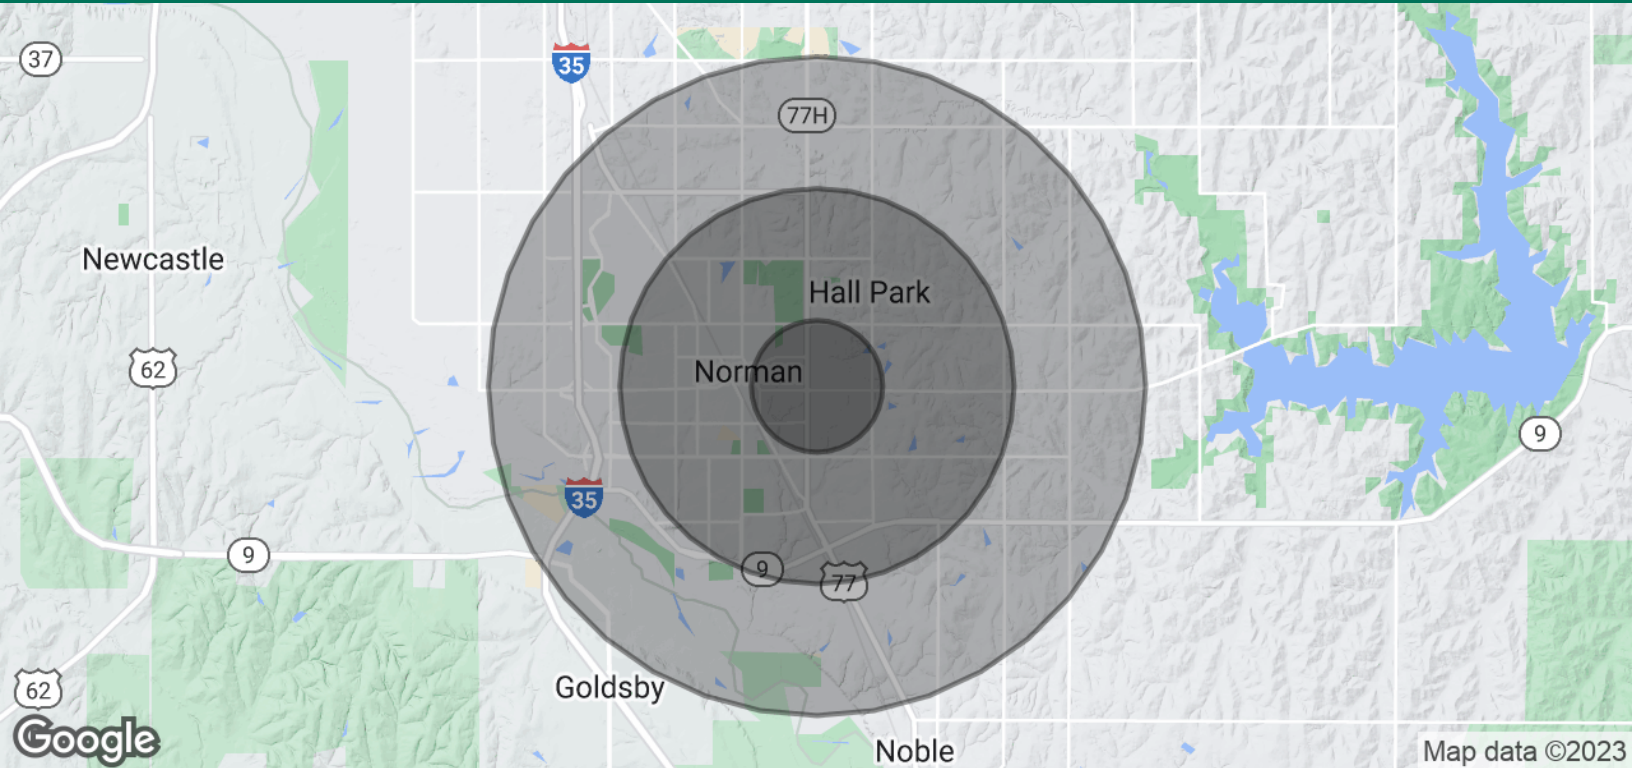 37
35
77H
Newcastle
Hall Park
62
Norman
9
35
9
9
77
62
Goldsby
Google
Noble
Map data ©2023